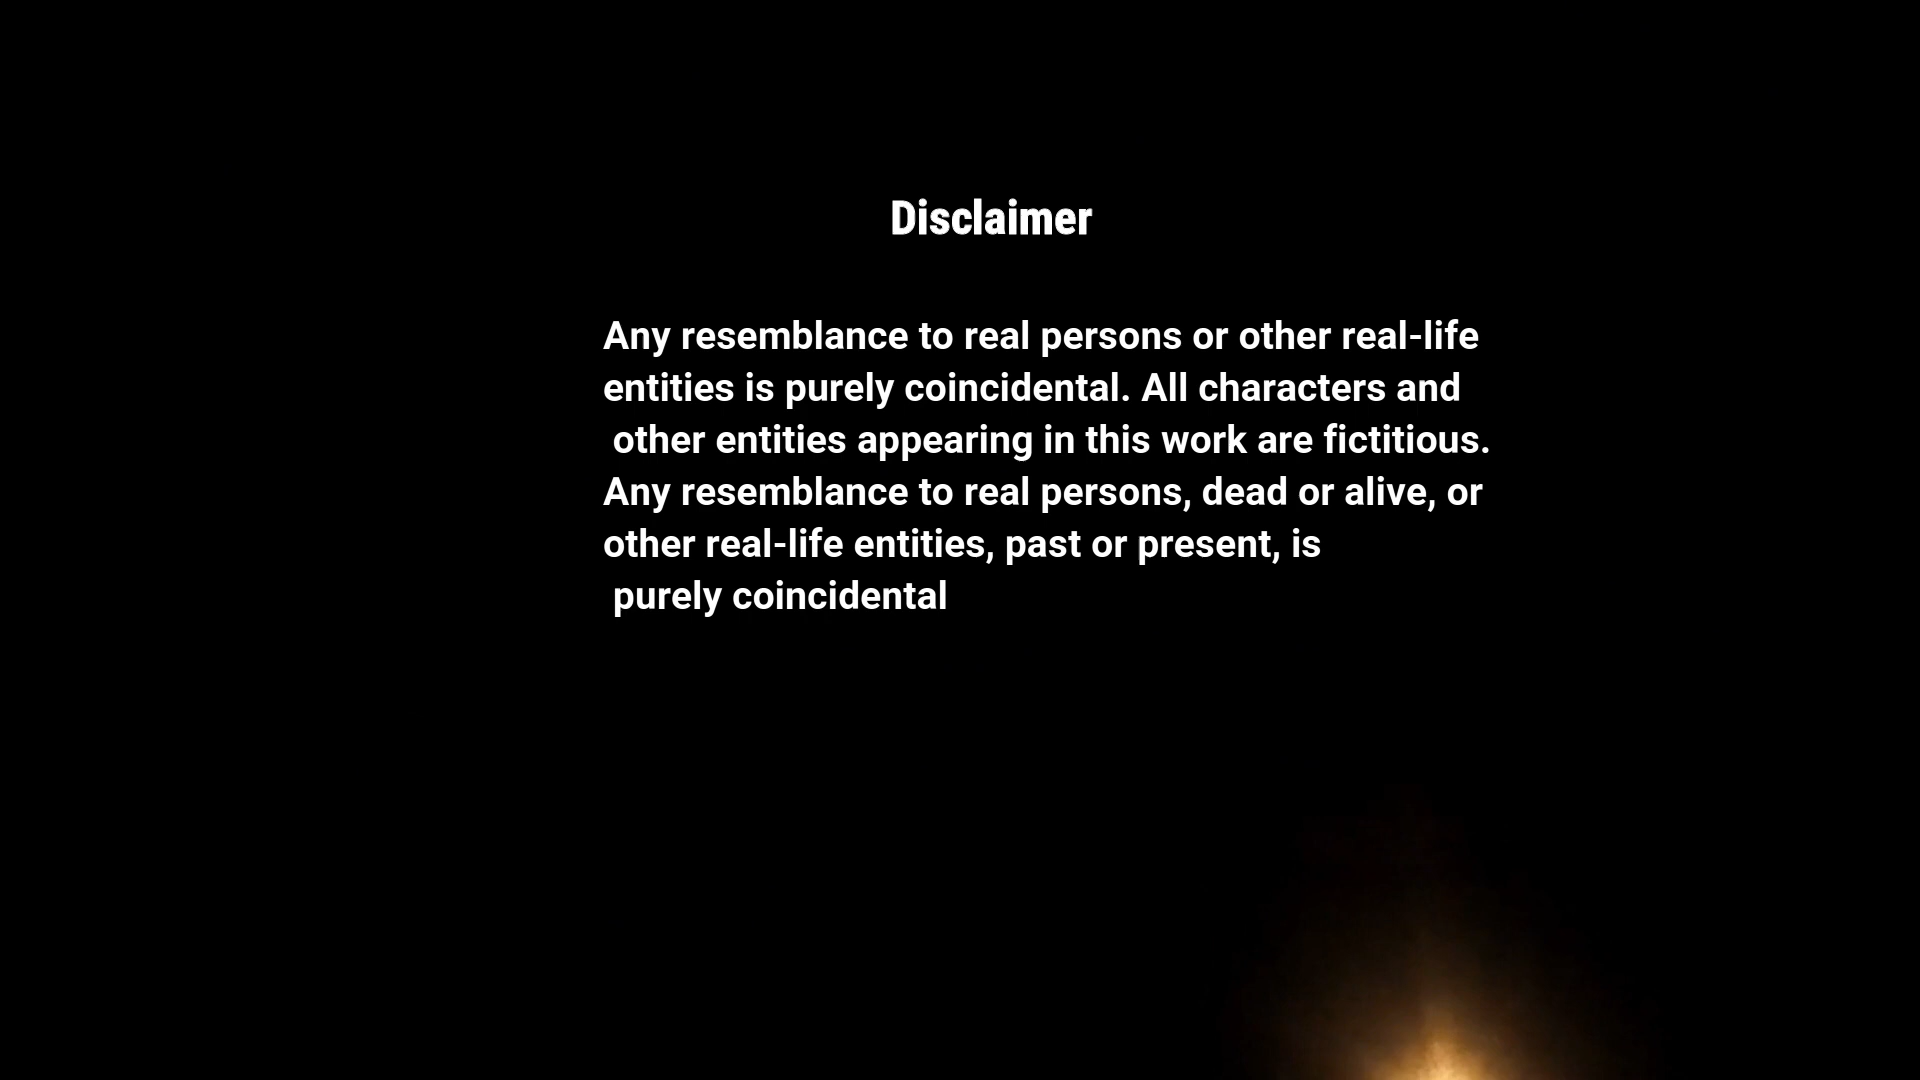 Disclaimer
Any resemblance to real persons or other real-life
entities is purely coincidental. All characters and
other entities appearing in this work are fictitious.
Any resemblance to real persons, dead or alive, or
other real-life entities, past or present, is
purely coincidental